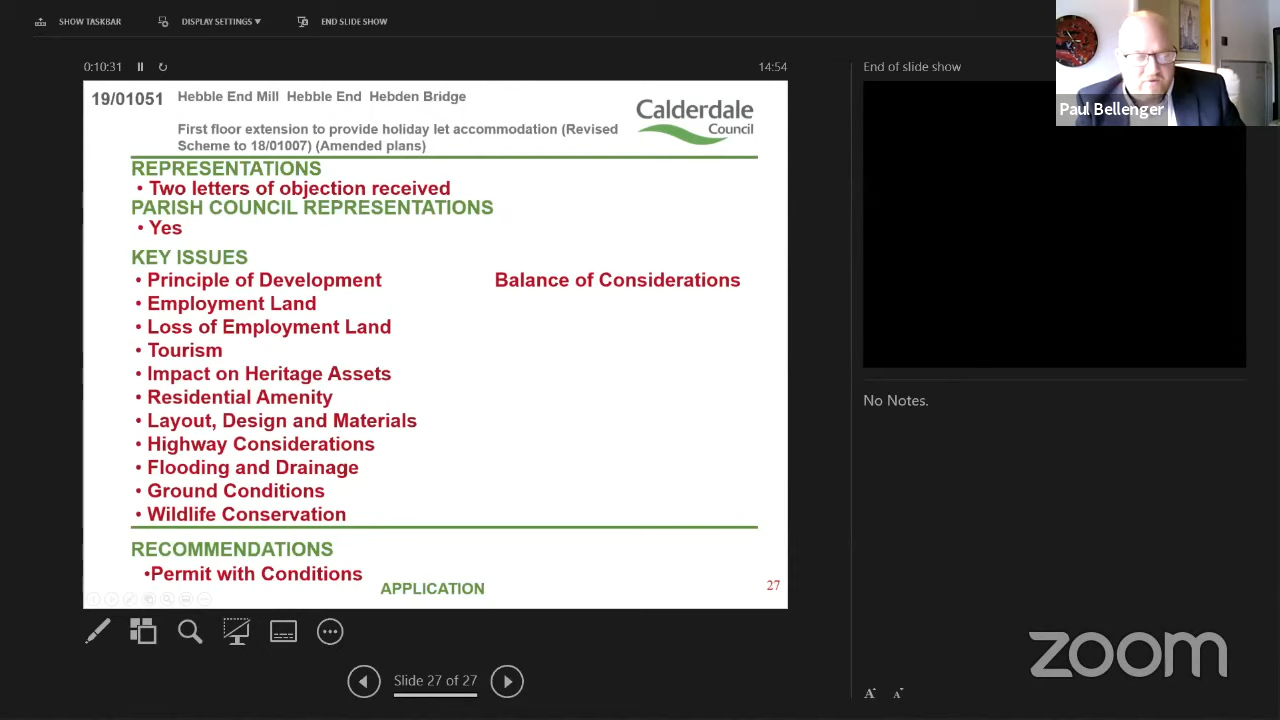 SHOW TASKBAR
DISPLAY SETTINGS
END SLIDE SHOW
0:10:31
14:54
End of slide show
Paul Bellenger
19/01051
Hebble End Mill Hebble End Hebden Bridge
First floor extension to provide holiday let accommodation (Revised
Scheme to 18/01007) (Amended plans)
Calderdale
Council
REPRESENTATIONS
• Two letters of objection received
PARISH COUNCIL REPRESENTATIONS
• Yes
KEY ISSUES
• Principle of Development
Balance of Considerations
• Employment Land
• Loss of Employment Land
• Tourism
• Impact on Heritage Assets
• Residential Amenity
• Layout, Design and Materials
• Highway Considerations
• Flooding and Drainage
• Ground Conditions
• Wildlife Conservation
RECOMMENDATIONS
•Permit with Conditions
APPLICATION
27
No Notes.
Slide 27 of 27
A A
zoom